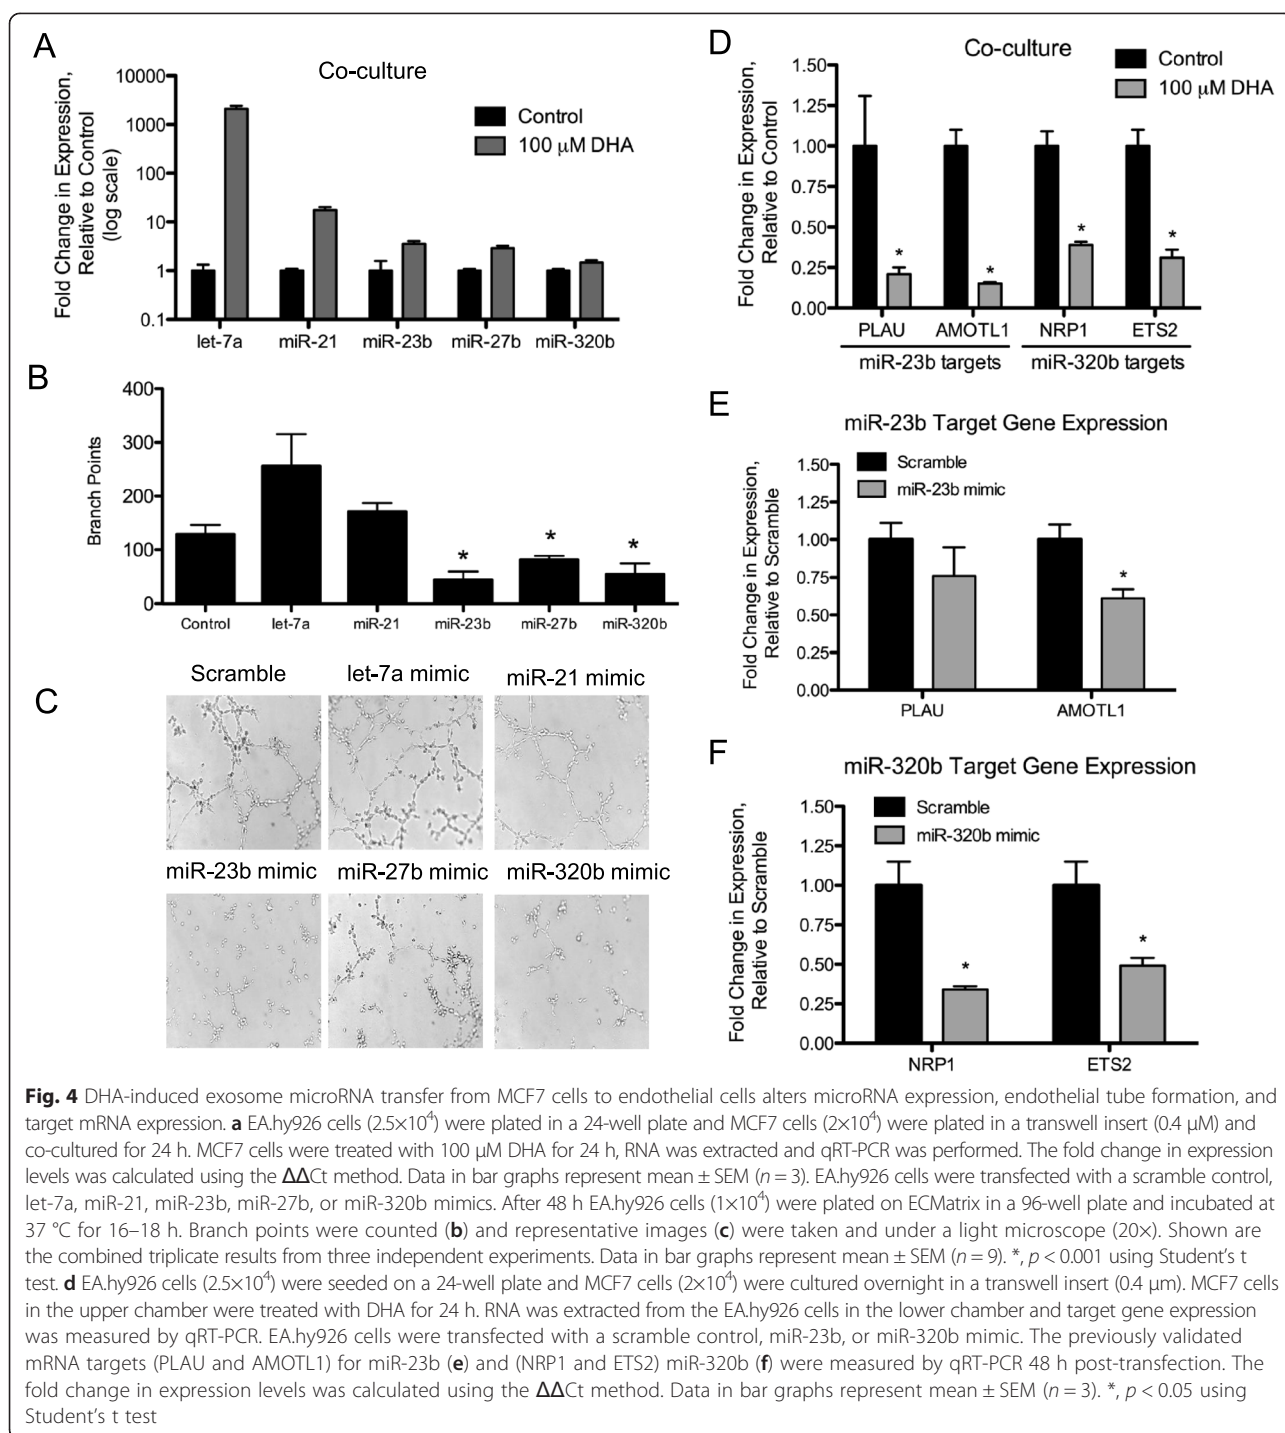 A
Co-culture
Fold Change in Expression,
Relative to Control
(log scale)
10000
1000
100
10
1
0.1
Control
100 μM DHA
let-7a miR-21 miR-23b miR-27b miR-320b
B
Branch Points
400
300
200
100
0
* * *
Control let-7a miR-21 miR-23b miR-27b miR-320b
C
Scramble let-7a mimic miR-21 mimic
miR-23b mimic miR-27b mimic miR-320b mimic
D
Co-culture
Fold Change in Expression,
Relative to Control
1.50
1.25
1.00
0.75
0.50
0.25
0.00
Control
100 μM DHA
* * * *
PLAU AMOTL1 NRP1 ETS2
miR-23b targets miR-320b targets
E
miR-23b Target Gene Expression
Fold Change in Expression,
Relative to Scramble
1.50
1.25
1.00
0.75
0.50
0.25
0.00
Scramble
miR-23b mimic
*
PLAU AMOTL1
F
miR-320b Target Gene Expression
Fold Change in Expression,
Relative to Scramble
1.50
1.25
1.00
0.75
0.50
0.25
0.00
Scramble
miR-320b mimic
* *
NRP1 ETS2
Fig. 4 DHA-induced exosome microRNA transfer from MCF7 cells to endothelial cells alters microRNA expression, endothelial tube formation, and
target mRNA expression. a EA.hy926 cells (2.5×10⁴) were plated in a 24-well plate and MCF7 cells (2×10⁴) were plated in a transwell insert (0.4 μM) and
co-cultured for 24 h. MCF7 cells were treated with 100 μM DHA for 24 h, RNA was extracted and qRT-PCR was performed. The fold change in expression
levels was calculated using the ΔΔCt method. Data in bar graphs represent mean ± SEM (n = 3). EA.hy926 cells were transfected with a scramble control,
let-7a, miR-21, miR-23b, miR-27b, or miR-320b mimics. After 48 h EA.hy926 cells (1×10⁴) were plated on ECMatrix in a 96-well plate and incubated at
37 °C for 16–18 h. Branch points were counted (b) and representative images (c) were taken and under a light microscope (20×). Shown are
the combined triplicate results from three independent experiments. Data in bar graphs represent mean ± SEM (n = 9). *, p < 0.001 using Student's t
test. d EA.hy926 cells (2.5×10⁴) were seeded on a 24-well plate and MCF7 cells (2×10⁴) were cultured overnight in a transwell insert (0.4 μm). MCF7 cells
in the upper chamber were treated with DHA for 24 h. RNA was extracted from the EA.hy926 cells in the lower chamber and target gene expression
was measured by qRT-PCR. EA.hy926 cells were transfected with a scramble control, miR-23b, or miR-320b mimic. The previously validated
mRNA targets (PLAU and AMOTL1) for miR-23b (e) and (NRP1 and ETS2) miR-320b (f) were measured by qRT-PCR 48 h post-transfection. The
fold change in expression levels was calculated using the ΔΔCt method. Data in bar graphs represent mean ± SEM (n = 3). *, p < 0.05 using
Student's t test